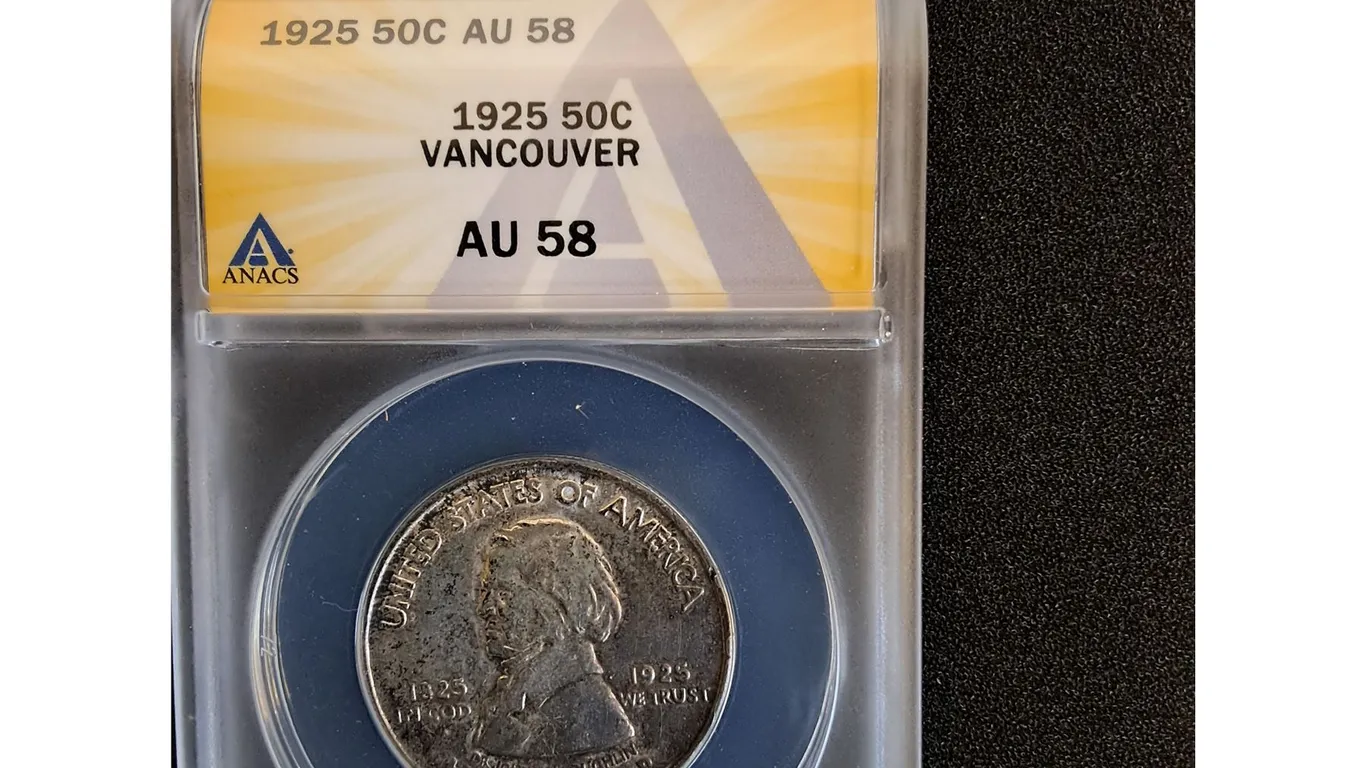 1925 50C AU 58
1925 50C
VANCOUVER
AU 58
ANACS
UNITED STATES OF AMERICA
1825
1925
IN GOD
WE TRUST